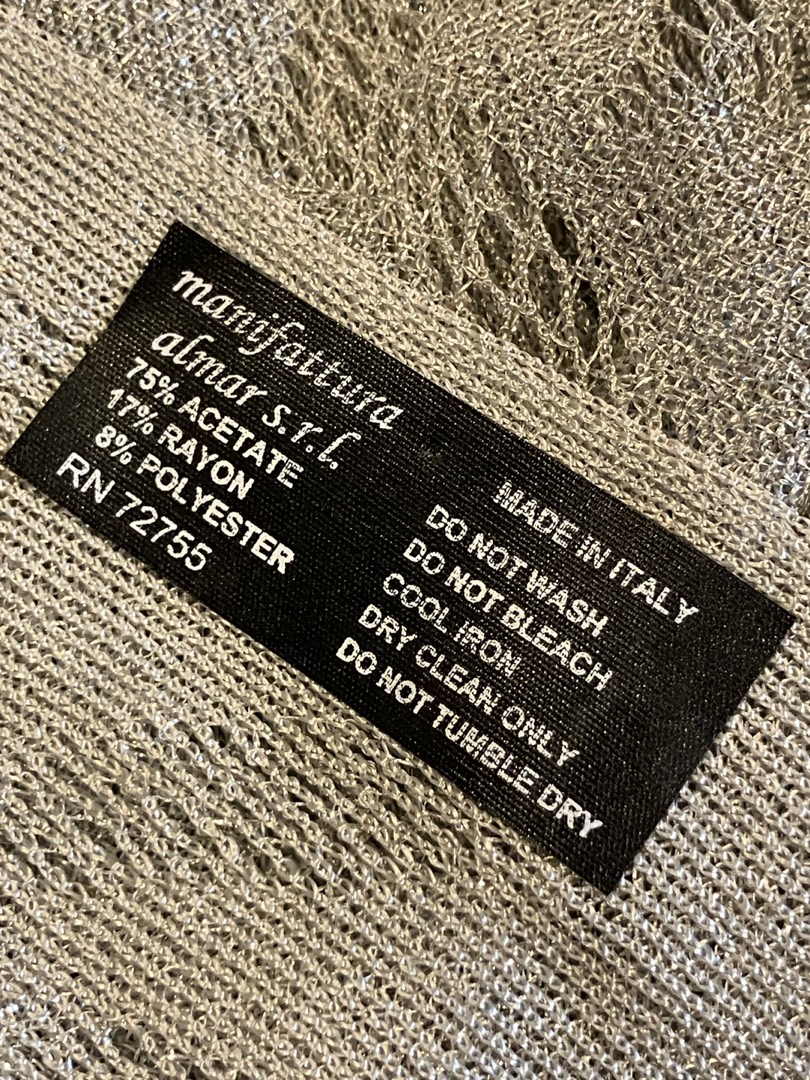 manifattura
almar s.r.l.
75% ACETATE
17% RAYON
8% POLYESTER
RN 72755
MADE IN ITALY
DO NOT WASH
DO NOT BLEACH
COOL IRON
DRY CLEAN ONLY
DO NOT TUMBLE DRY